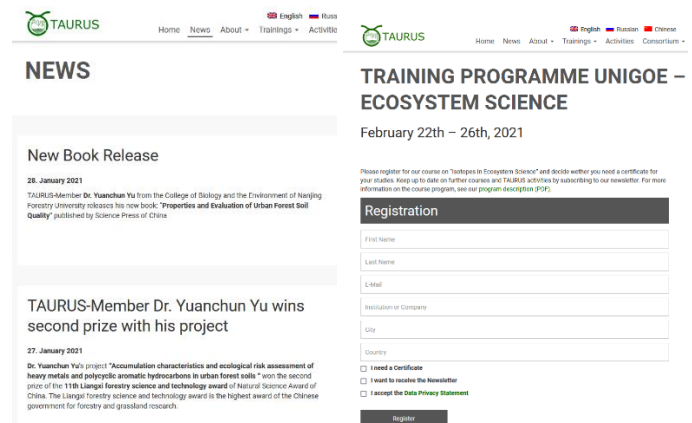 TAURUS
English Russ
Home News About Trainings Activitie
NEWS
New Book Release
28. January 2021
TAURUS-Member Dr. Yuanchun Yu from the College of Biology and the Environment of Nanjing
Forestry University releases his new book: "Properties and Evaluation of Urban Forest Soil
Quality" published by Science Press of China
TAURUS-Member Dr. Yuanchun Yu wins
second prize with his project
27. January 2021
Dr. Yuanchun Yu's project "Accumulation characteristics and ecological risk assessment of
heavy metals and polycyclic aromatic hydrocarbons in urban forest soils " won the second
prize of the 11th Liangxi forestry science and technology award of Natural Science Award of
China. The Liangxi forestry science and technology award is the highest award of the Chinese
government for forestry and grassland research.
TAURUS
English Russian Chinese
Home News About Trainings Activities Consortium
TRAINING PROGRAMME UNIGOE –
ECOSYSTEM SCIENCE
February 22th – 26th, 2021
Please register for our course on "Isotopes in Ecosystem Science" and decide wether you need a certificate for
your studies. Keep up to date on further courses and TAURUS activities by subscribing to our newsletter. For more
information on the course program, see our program description (PDF).
Registration
First Name
Last Name
E-Mail
Institution or Company
City
Country
I need a Certificate
I want to receive the Newsletter
I accept the Data Privacy Statement
Register